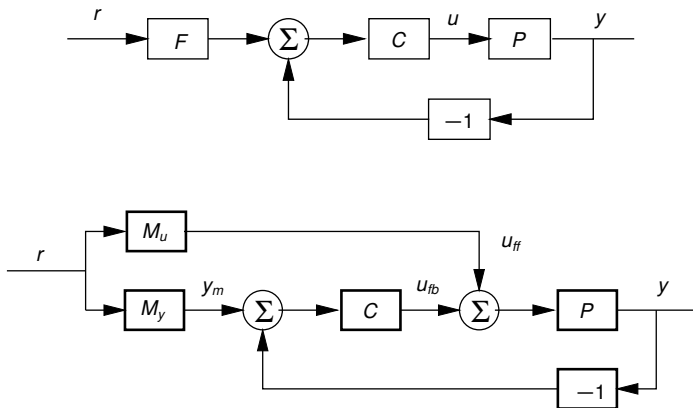 r F Σ C u P y
−1
M_u
r u_ff
M_y y_m Σ C u_fb Σ P y
−1